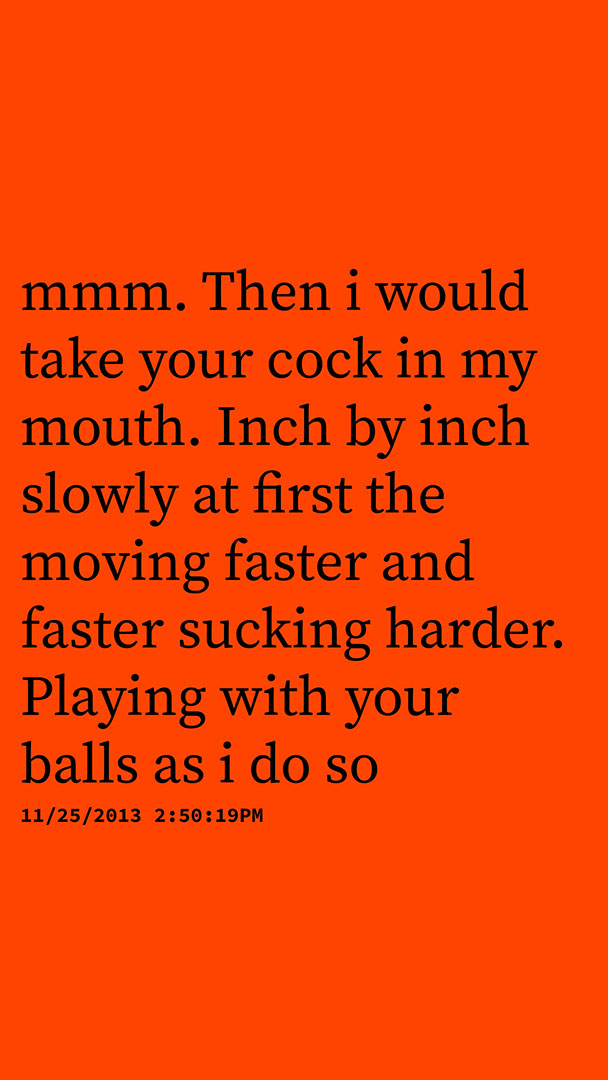 mmm. Then i would
take your cock in my
mouth. Inch by inch
slowly at first the
moving faster and
faster sucking harder.
Playing with your
balls as i do so
11/25/2013 2:50:19PM